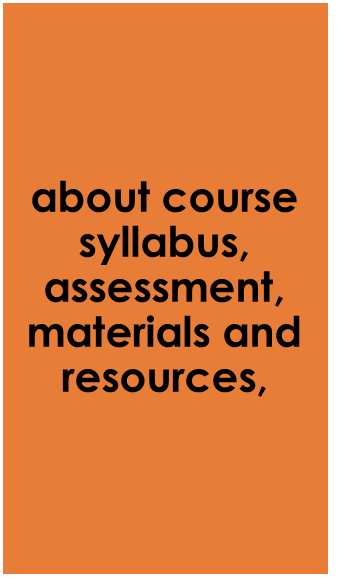 about course
syllabus,
assessment,
materials and
resources,